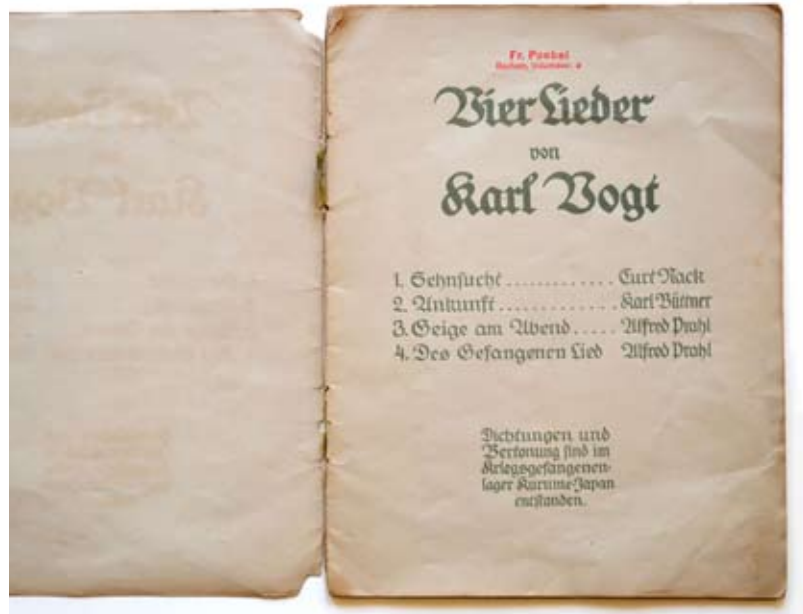 Fr. Poebel
Vier Lieder
von
Karl Vogt
1. Sehnsucht ............. Curt Nack
2. Ankunft ............. Karl Büttner
3. Geige am Abend ..... Alfred Prahl
4. Des Gefangenen Lied Alfred Prahl
Dichtungen und
Vertonung sind im
Kriegsgefangenen-
lager Kurume-Japan
entstanden.